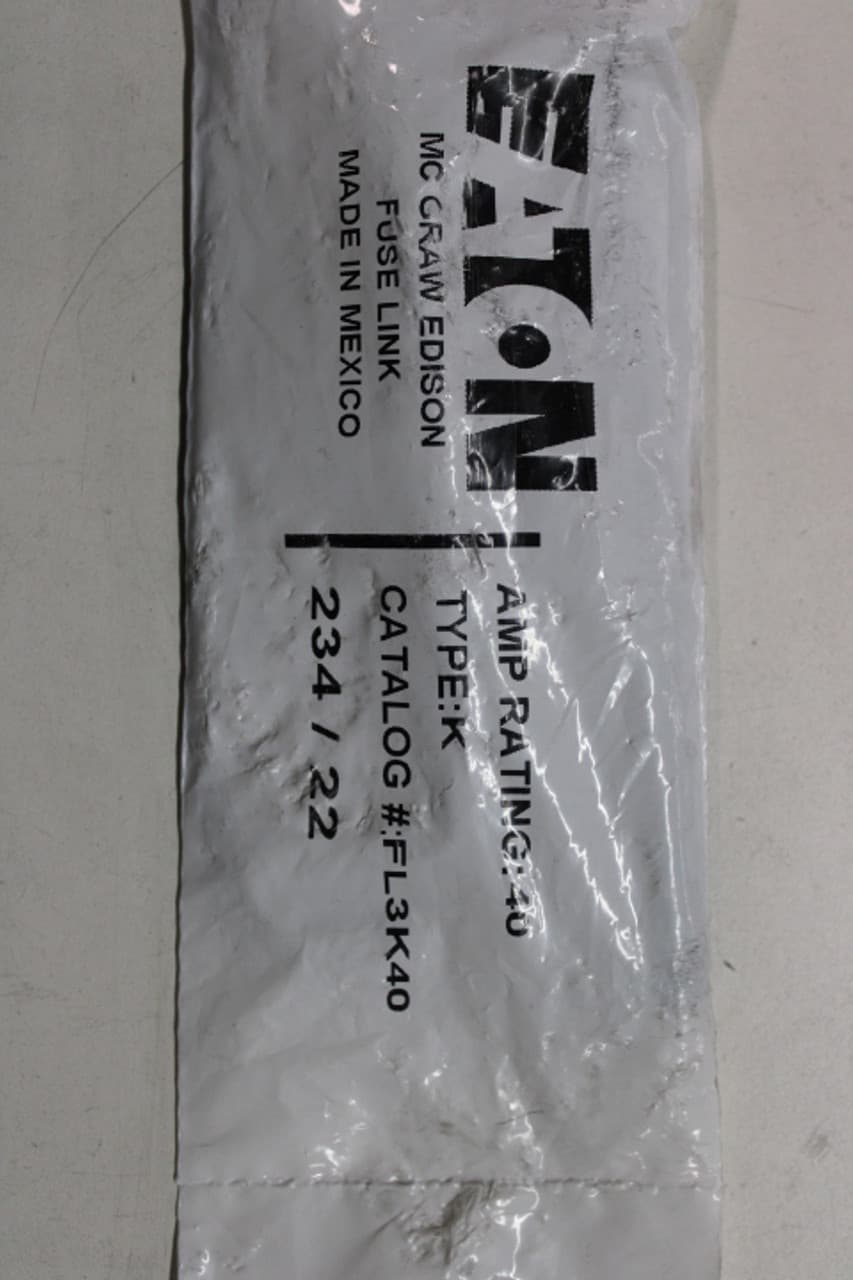 EATON
MC GRAW EDISON
FUSE LINK
MADE IN MEXICO
AMP RATING:40
TYPE:K
CATALOG #:FL3K40
234 / 22